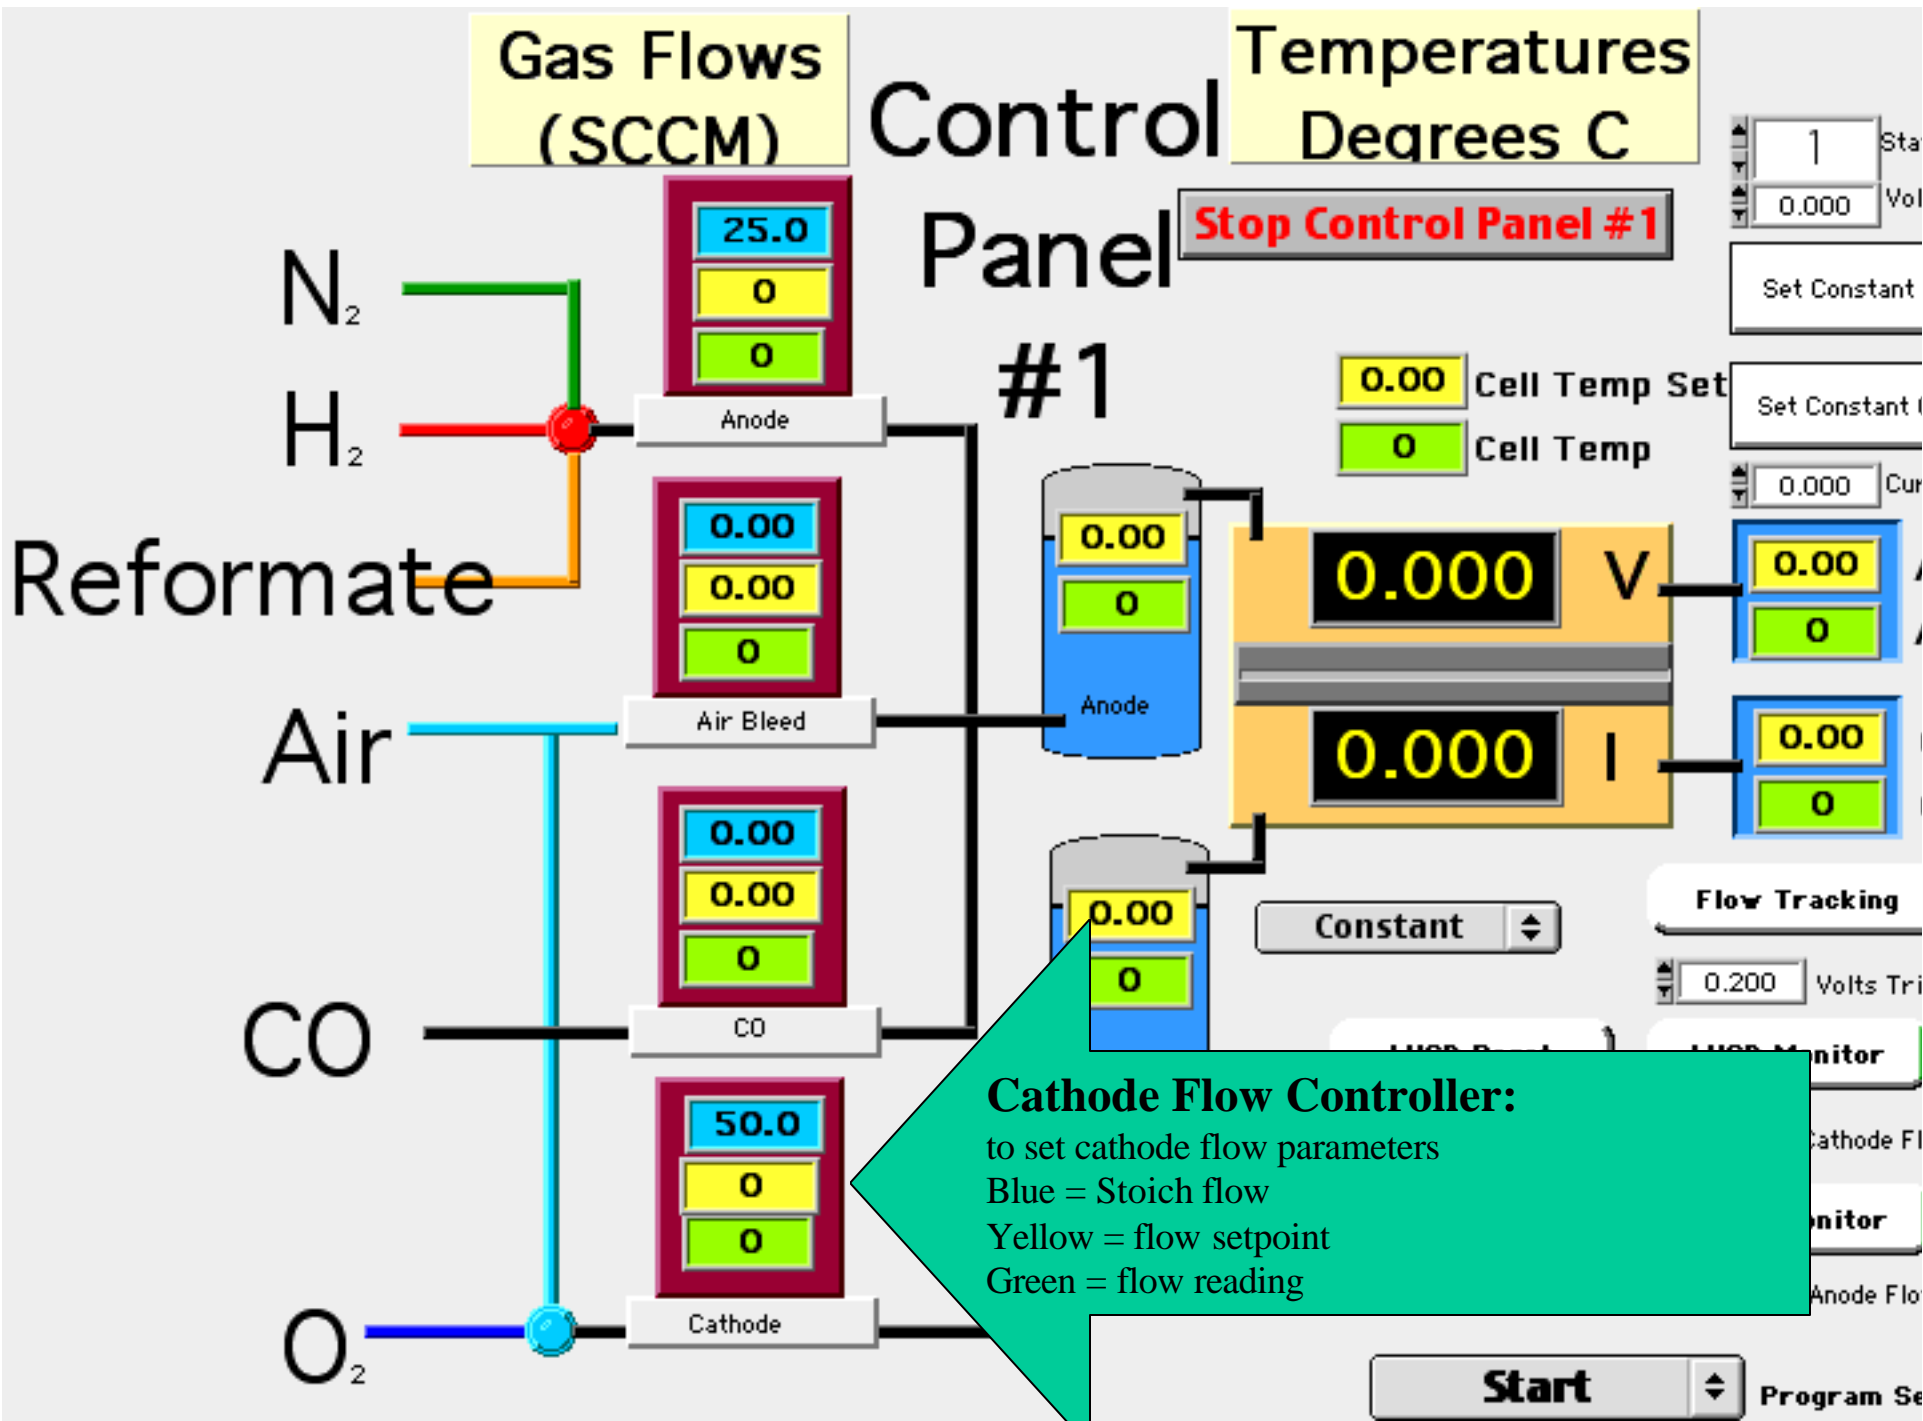 Gas Flows
(SCCM)
Control
Panel
#1
Temperatures
Degrees C
Stop Control Panel #1
1
0.000
Set Constant
Set Constant
0.000
N2
H2
Reformate
Air
CO
O2
25.0
0
0
Anode
0.00
0.00
0
Air Bleed
0.00
0.00
0
CO
50.0
0
0
Cathode
0.00 Cell Temp Set
0 Cell Temp
0.00
0
Anode
0.000 V
0.000 I
0.00
0
0.00
0
0.00
0
Constant
Flow Tracking
0.200 Volts
Cathode Flow Controller:
to set cathode flow parameters
Blue = Stoich flow
Yellow = flow setpoint
Green = flow reading
Anode
Start
Program